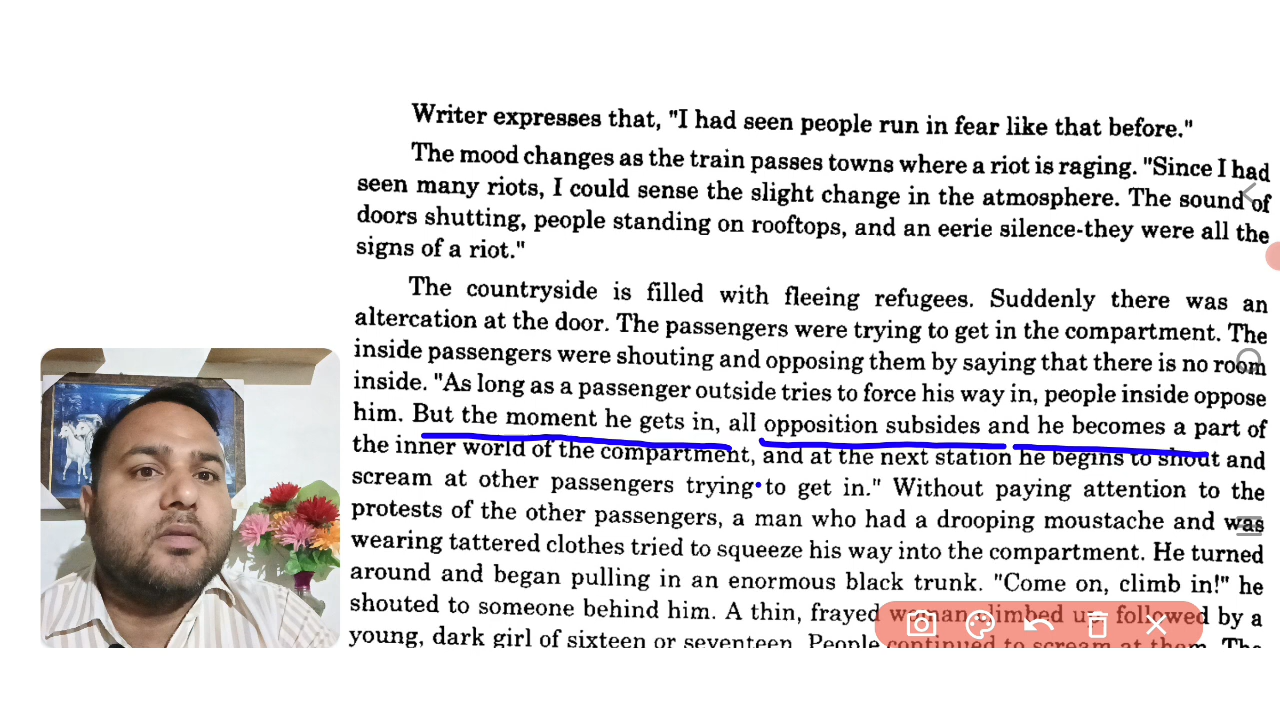 Writer expresses that, "I had seen people run in fear like that before."
The mood changes as the train passes towns where a riot is raging. "Since I had
seen many riots, I could sense the slight change in the atmosphere. The sound of
doors shutting, people standing on rooftops, and an eerie silence-they were all the
signs of a riot."
The countryside is filled with fleeing refugees. Suddenly there was an
altercation at the door. The passengers were trying to get in the compartment. The
inside passengers were shouting and opposing them by saying that there is no room
inside. "As long as a passenger outside tries to force his way in, people inside oppose
him. But the moment he gets in, all opposition subsides and he becomes a part of
the inner world of the compartment, and at the next station he begins to shout and
scream at other passengers trying to get in." Without paying attention to the
protests of the other passengers, a man who had a drooping moustache and was
wearing tattered clothes tried to squeeze his way into the compartment. He turned
around and began pulling in an enormous black trunk. "Come on, climb in!" he
shouted to someone behind him. A thin, frayed woman climbed up followed by a
young, dark girl of sixteen or seventeen. People continued to scream at them. The